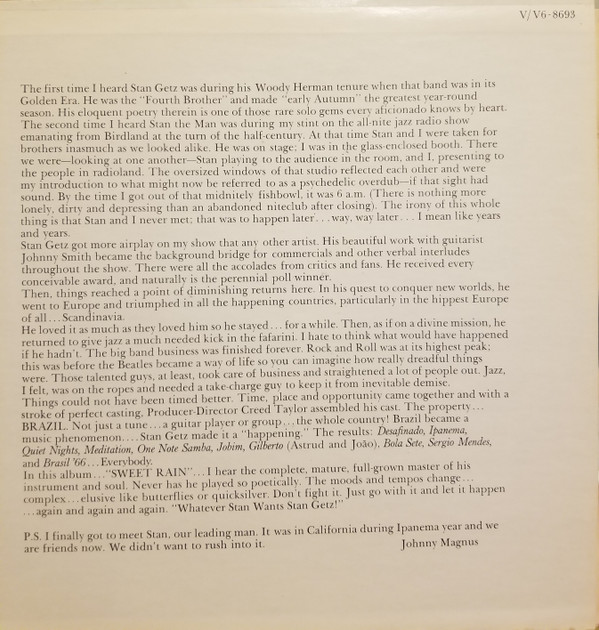 V/V6-8693
The first time I heard Stan Getz was during his Woody Herman tenure when that band was in its
Golden Era. He was the "Fourth Brother" and made "early Autumn" the greatest year-round
season. His eloquent poetry therein is one of those rare solo gems every aficionado knows by heart.
The second time I heard Stan the Man was during my stint on the all-nite jazz radio show
emanating from Birdland at the turn of the half-century. At that time Stan and I were taken for
brothers inasmuch as we looked alike. He was on stage; I was in the glass-enclosed booth. There
we were—looking at one another—Stan playing to the audience in the room, and I, presenting to
the people in radioland. The oversized windows of that studio reflected each other and were
my introduction to what might now be referred to as a psychedelic overdub—if that sight had
sound. By the time I got out of that midnitely fishbowl, it was 6 a.m. (There is nothing more
lonely, dirty and depressing than an abandoned niteclub after closing). The irony of this whole
thing is that Stan and I never met; that was to happen later...way, way later... I mean like years
and years.
Stan Getz got more airplay on my show that any other artist. His beautiful work with guitarist
Johnny Smith became the background bridge for commercials and other verbal interludes
throughout the show. There were all the accolades from critics and fans. He received every
conceivable award, and naturally is the perennial poll winner.
Then, things reached a point of diminishing returns here. In his quest to conquer new worlds, he
went to Europe and triumphed in all the happening countries, particularly in the hippest Europe
of all...Scandinavia.
He loved it as much as they loved him so he stayed... for a while. Then, as if on a divine mission, he
returned to give jazz a much needed kick in the fafarini. I hate to think what would have happened
if he hadn't. The big band business was finished forever. Rock and Roll was at its highest peak;
this was before the Beatles became a way of life so you can imagine how really dreadful things
were. Those talented guys, at least, took care of business and straightened a lot of people out. Jazz,
I felt, was on the ropes and needed a take-charge guy to keep it from inevitable demise.
Things could not have been timed better. Time, place and opportunity came together and with a
stroke of perfect casting, Producer-Director Creed Taylor assembled his cast. The property...
BRAZIL. Not just a tune...a guitar player or group...the whole country! Brazil became a
music phenomenon....Stan Getz made it a "happening." The results: Desafinado, Ipanema,
Quiet Nights, Meditation, One Note Samba, Jobim, Gilberto (Astrud and João), Bola Sete, Sergio Mendes,
and Brasil '66...Everybody.
In this album..."SWEET RAIN"...I hear the complete, mature, full-grown master of his
instrument and soul. Never has he played so poetically. The moods and tempos change...
complex...elusive like butterflies or quicksilver. Don't fight it. Just go with it and let it happen
...again and again and again. "Whatever Stan Wants Stan Getz!"
P.S. I finally got to meet Stan, our leading man. It was in California during Ipanema year and we
are friends now. We didn't want to rush into it. Johnny Magnus